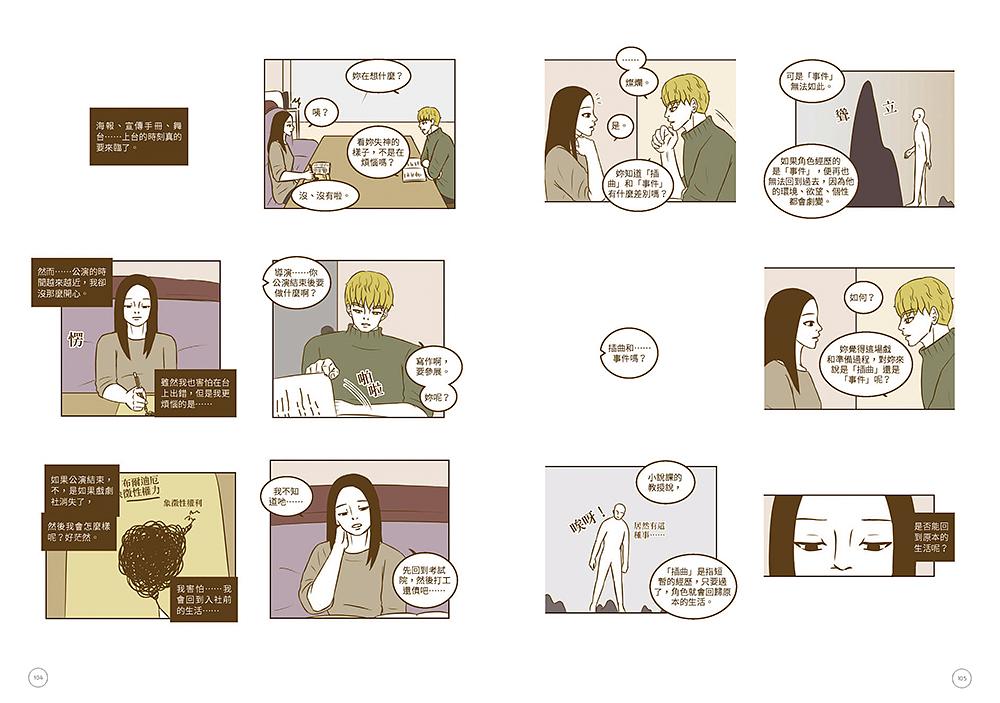 海報、宣傳手冊、舞
台……上台的時刻真的
要來臨了。
然而……公演的時
間越來越近，我卻
沒那麼開心。
愣
雖然我也害怕在台
上出錯，但是我更
煩惱的是……
如果公演結束，
不，是如果戲劇
社消失了，
然後我會怎麼樣
呢？好茫然。
布爾迪厄
象徵性權力
象徵性權利
我害怕……我
會回到入社前
的生活……
妳在想什麼？
咦？
看妳失神的
樣子，不是在
煩惱嗎？
沒、沒有啦。
導演……你
公演結束後要
做什麼啊？
啪啦
寫作啊，
要參展。
妳呢？
我不知
道吔……
先回到考試
院，然後打工
還債吧……
……
燦爛。
是。
妳知道「插
曲」和「事件」
有什麼差別嗎？
插曲和……
事件嗎？
小說課的
教授說，
唉呀！
居然有這
種事……
「插曲」是指短
暫的經歷，只要過
了，角色就會回歸原
本的生活。
可是「事件」
無法如此。
聳立
如果角色經歷的
是「事件」，便再也
無法回到過去，因為他
的環境、欲望、個性
都會劇變。
如何？
妳覺得這場戲
和準備過程，對妳來
說是「插曲」還是
「事件」呢？
是否能回
到原本的
生活呢？
104
105